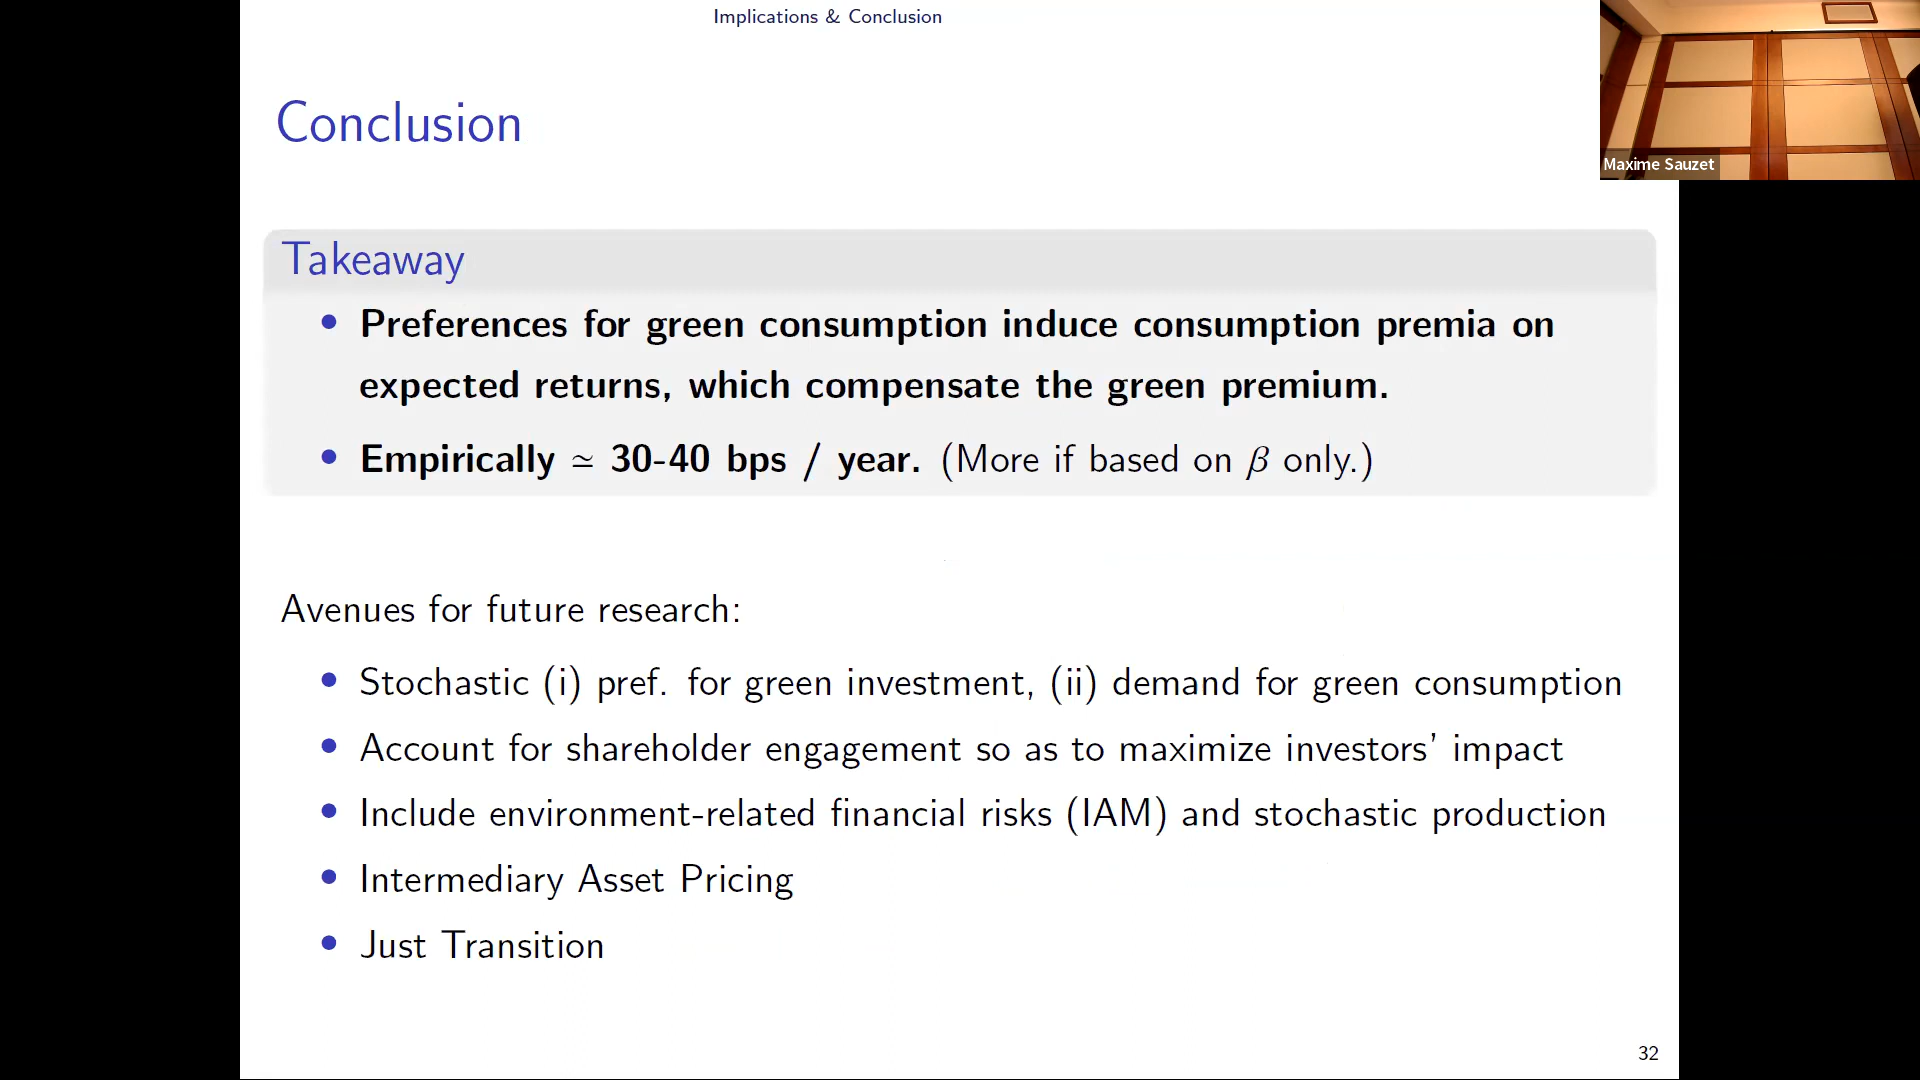 Implications & Conclusion
Conclusion
Maxime Sauzet
Takeaway
• Preferences for green consumption induce consumption premia on
expected returns, which compensate the green premium.
• Empirically ≃ 30-40 bps / year. (More if based on β only.)
Avenues for future research:
• Stochastic (i) pref. for green investment, (ii) demand for green consumption
• Account for shareholder engagement so as to maximize investors' impact
• Include environment-related financial risks (IAM) and stochastic production
• Intermediary Asset Pricing
• Just Transition
32